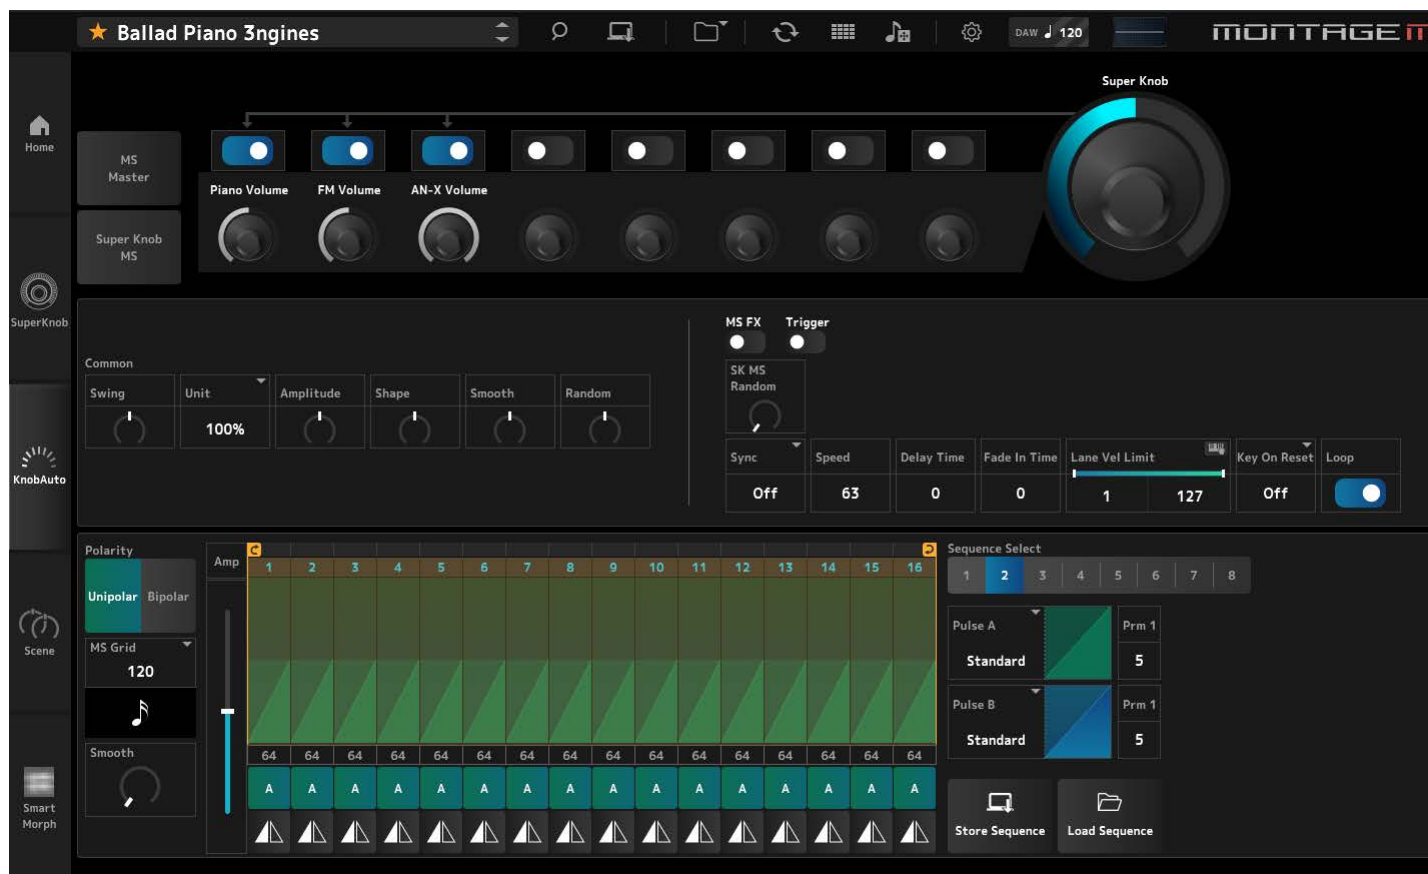 Ballad Piano 3ngines
DAW 120
MONTAGE M
Super Knob
Home
MS
Master
Piano Volume FM Volume AN-X Volume
Super Knob
MS
SuperKnob
MS FX Trigger
Common
SK MS
Random
Swing Unit Amplitude Shape Smooth Random
100%
Sync Speed Delay Time Fade In Time Lane Vel Limit Key On Reset Loop
Off 63 0 0 1 127 Off
KnobAuto
Polarity
Unipolar Bipolar
Amp
1 2 3 4 5 6 7 8 9 10 11 12 13 14 15 16
Sequence Select
1 2 3 4 5 6 7 8
MS Grid
120
Pulse A Prm 1
Standard 5
Scene
Pulse B Prm 1
Standard 5
Smooth
64 64 64 64 64 64 64 64 64 64 64 64 64 64 64 64
A A A A A A A A A A A A A A A A
Smart
Morph
Store Sequence Load Sequence